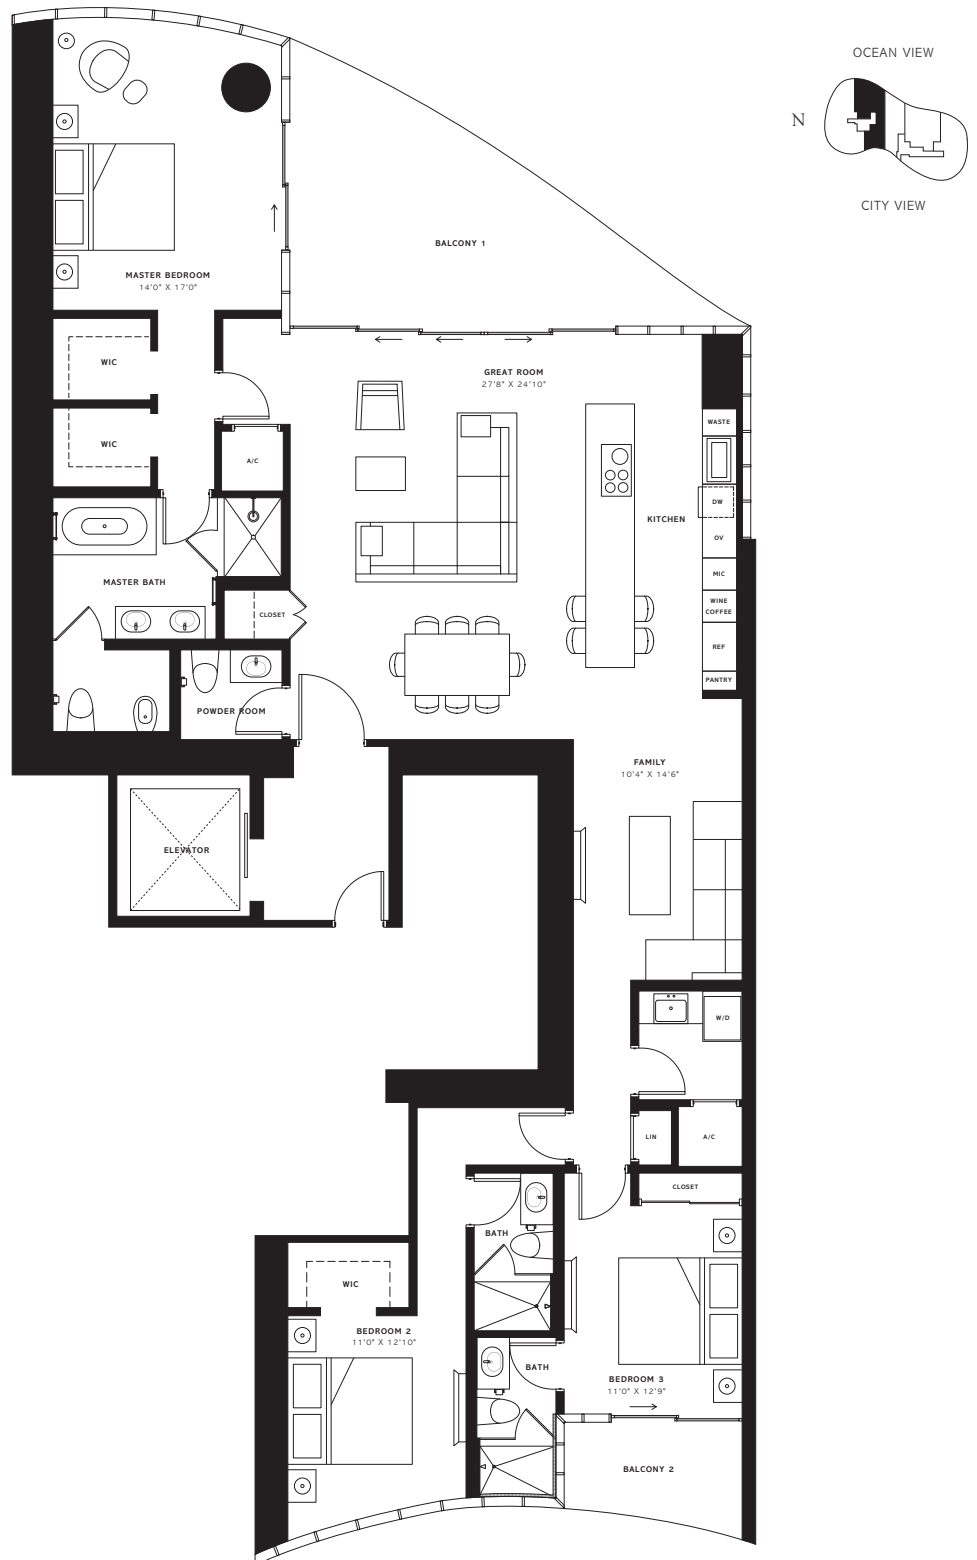 OCEAN VIEW
N
CITY VIEW
BALCONY 1
MASTER BEDROOM
14'0" X 17'0"
WIC
GREAT ROOM
27'8" X 24'10"
WASTE
WIC
A/C
DW
KITCHEN
OV
MIC
MASTER BATH
WINE
COFFEE
CLOSET
REF
PANTRY
POWDER ROOM
FAMILY
10'4" X 14'6"
ELEVATOR
W/D
LIN
A/C
CLOSET
BATH
WIC
BEDROOM 2
11'0" X 12'10"
BATH
BEDROOM 3
11'0" X 12'9"
BALCONY 2